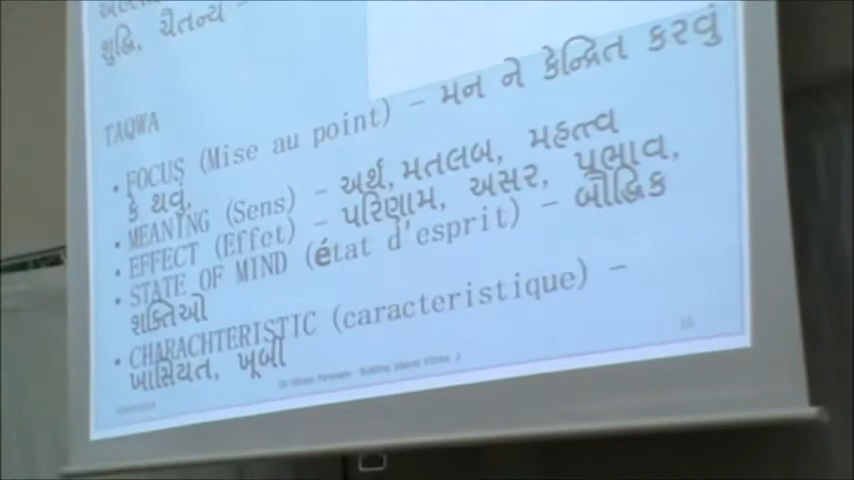 શુદ્ધિ, ચૈતન્ય -
TAQWA
• FOCUS (Mise au point) - મન ને કેન્દ્રિત કરવું
કે થવું,
• MEANING (Sens) - અર્થ, મતલબ, મહત્ત્વ
• EFFECT (Effet) - પરિણામ, અસર, પ્રભાવ,
• STATE OF MIND (état d'esprit) - બૌદ્ધિક
શક્તિઓ
• CHARACHTERISTIC (caracteristique) -
ખાસિયત, ખૂબી
15